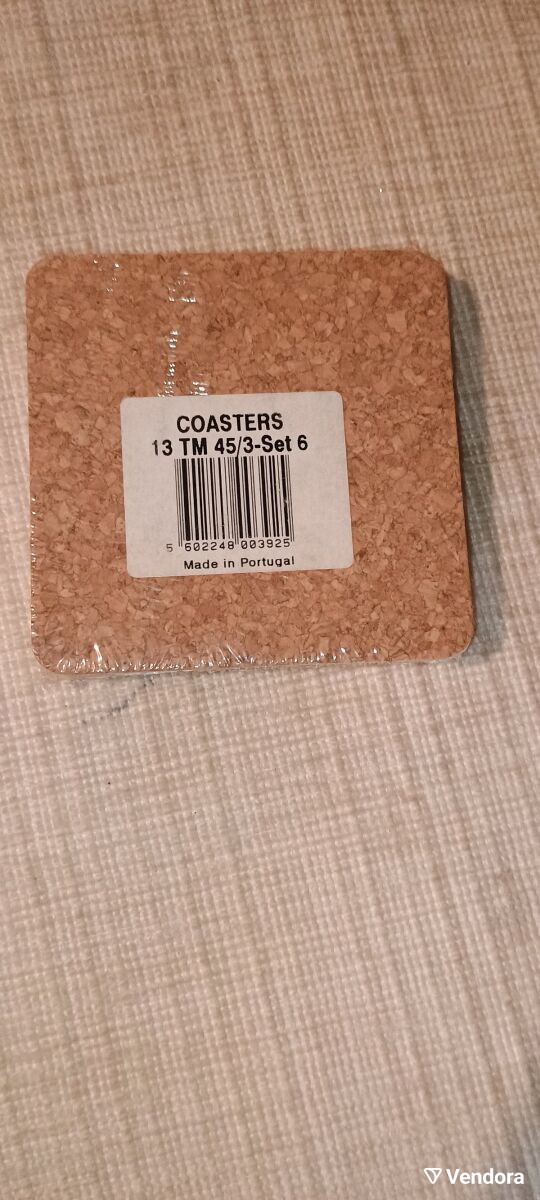 COASTERS
13 TM 45/3-Set 6
5 602248 003925
Made in Portugal
Vendora